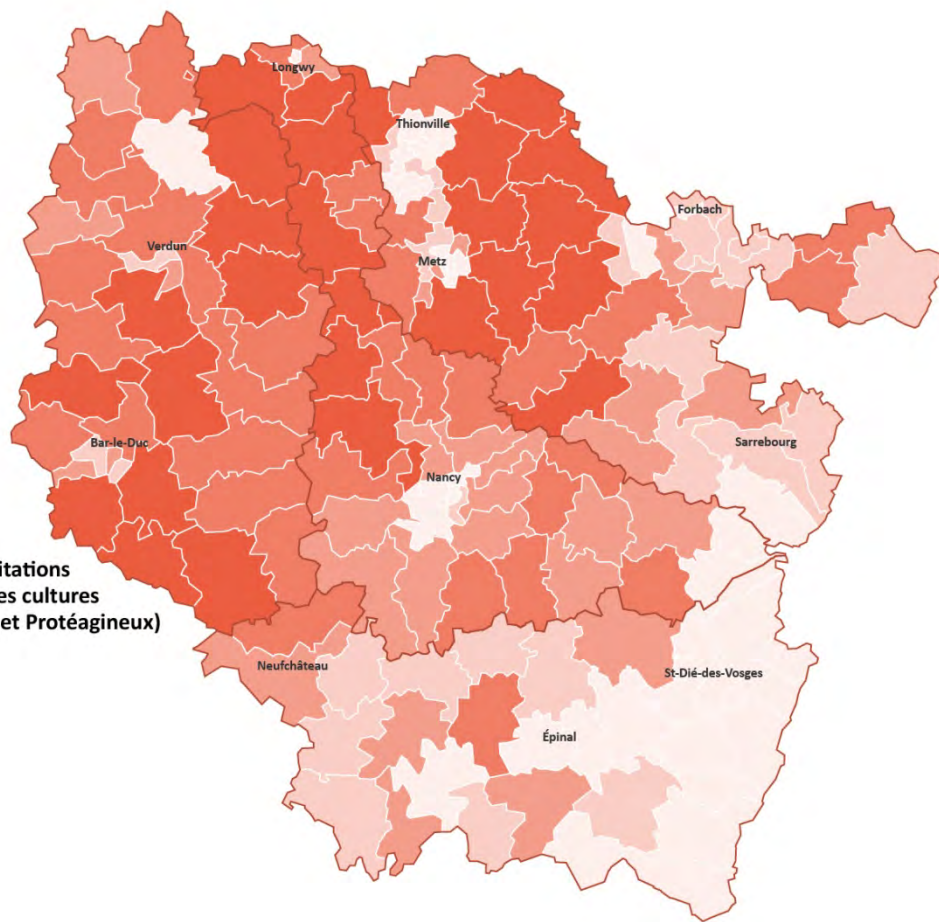 Longwy
Thionville
Forbach
Verdun
Metz
Bar-le-Duc
Sarrebourg
Nancy
itations
es cultures
et Protéagineux)
Neufchâteau
St-Dié-des-Vosges
Épinal